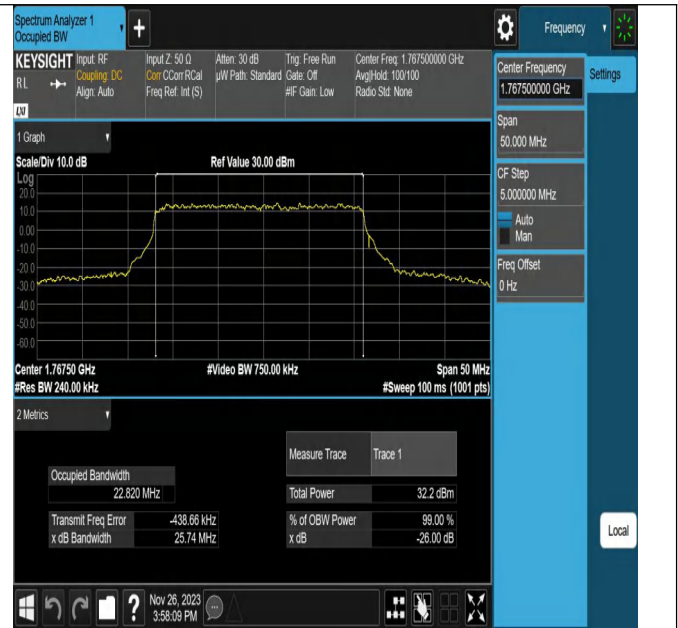 Spectrum Analyzer 1
Occupied BW
+
Frequency
KEYSIGHT
RL
LXI
Input: RF
Coupling: DC
Align: Auto
Input Z: 50 Ω
Corr CCorr RCal
Freq Ref: Int (S)
Atten: 30 dB
µW Path: Standard
Trig: Free Run
Gate: Off
#IF Gain: Low
Center Freq: 1.767500000 GHz
Avg|Hold: 100/100
Radio Std: None
Center Frequency
1.767500000 GHz
Settings
Span
50.000 MHz
CF Step
5.000000 MHz
Auto
Man
Freq Offset
0 Hz
Local
1 Graph
Scale/Div 10.0 dB
Ref Value 30.00 dBm
Log
20.0
10.0
0.00
-10.0
-20.0
-30.0
-40.0
-50.0
-60.0
Center 1.76750 GHz
#Video BW 750.00 kHz
Span 50 MHz
#Res BW 240.00 kHz
#Sweep 100 ms (1001 pts)
2 Metrics
Measure Trace
Trace 1
Occupied Bandwidth
22.820 MHz
Total Power
32.2 dBm
Transmit Freq Error
-438.66 kHz
% of OBW Power
99.00 %
x dB Bandwidth
25.74 MHz
x dB
-26.00 dB
?
Nov 26, 2023
3:58:09 PM